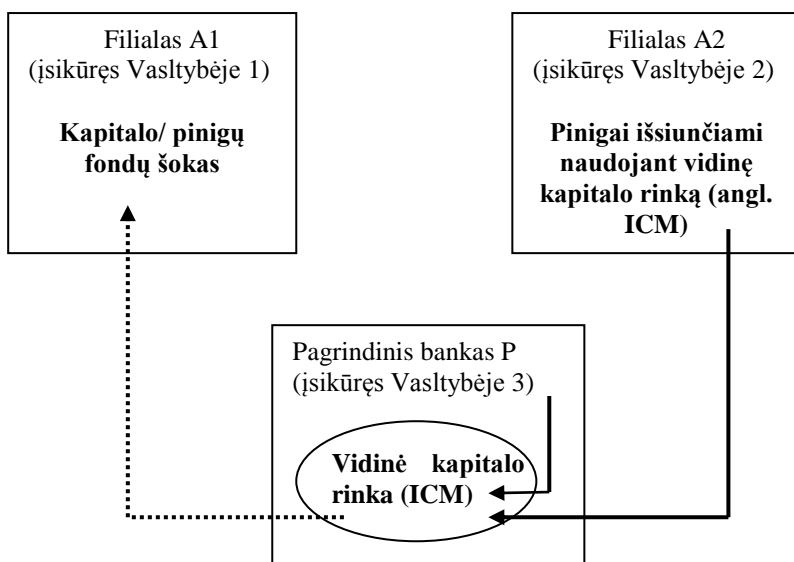 Filialas A1
(įsikūręs Vasltybėje 1)
Kapitalo/ pinigų
fondų šokas
Filialas A2
(įsikūręs Vasltybėje 2)
Pinigai išsiunčiami
naudojant vidinę
kapitalo rinką (angl.
ICM)
Pagrindinis bankas P
(įsikūręs Vasltybėje 3)
Vidinė kapitalo
rinka (ICM)